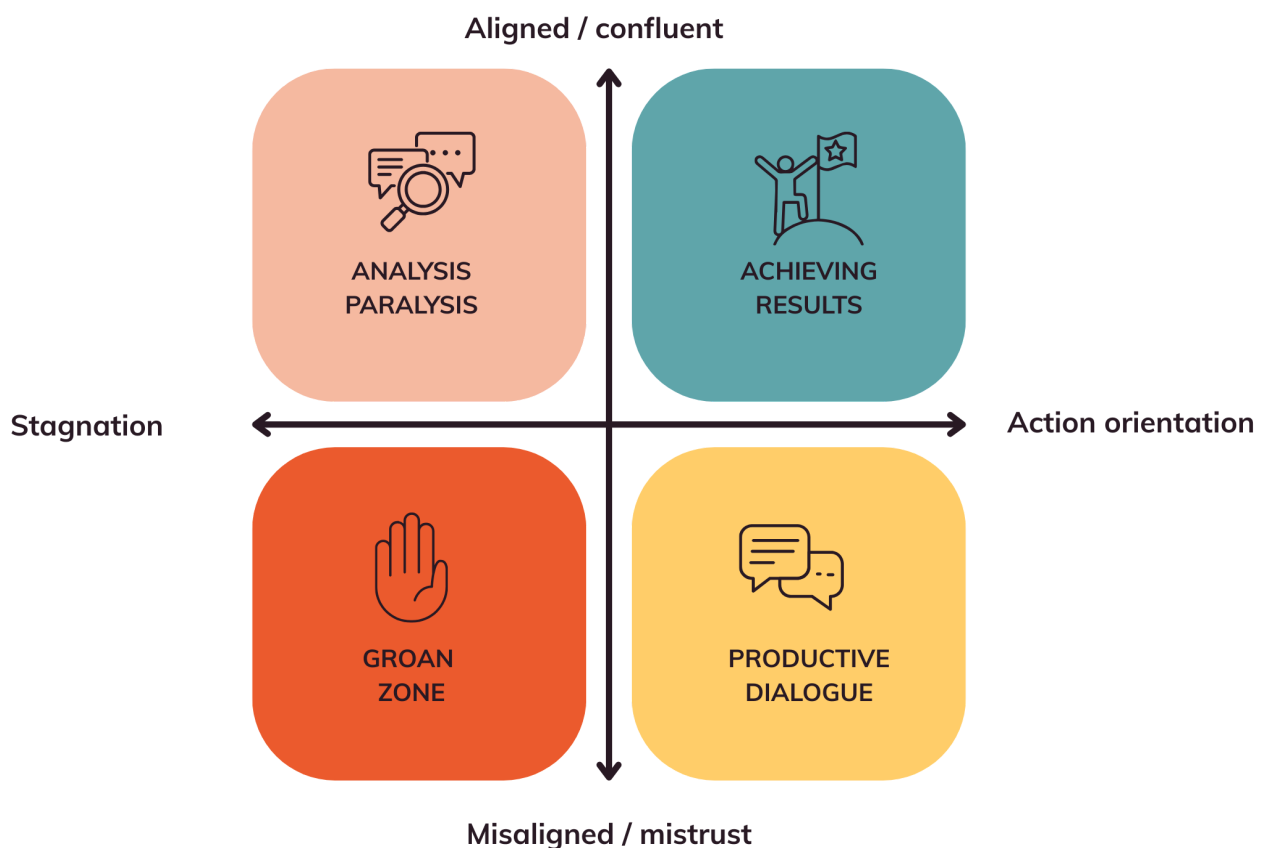 Aligned / confluent
ANALYSIS
PARALYSIS
ACHIEVING
RESULTS
Stagnation
Action orientation
GROAN
ZONE
PRODUCTIVE
DIALOGUE
Misaligned / mistrust